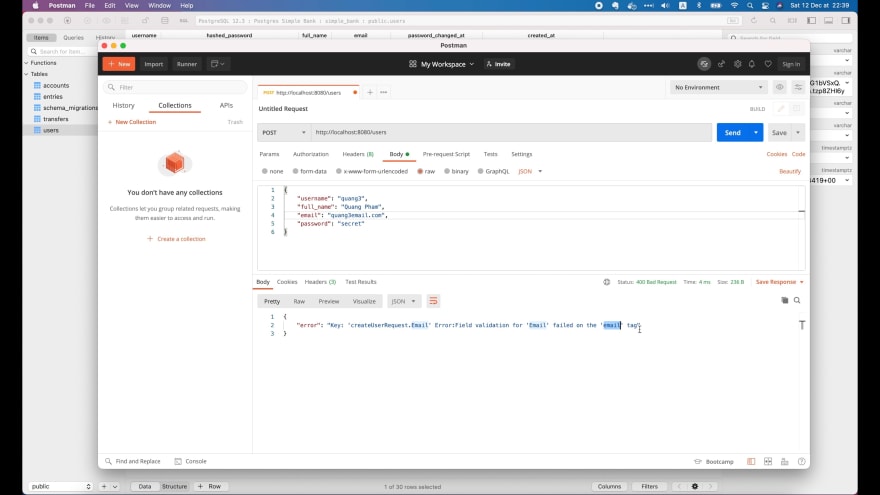 Postman File Edit View Window Help Sat 12 Dec at 22:39
PostgreSQL 12.3 : Postgres Simple Bank : simple_bank : public.users
Items Queries History username hashed_password full_name email password_changed_at created_at
Search for item...
Functions
Tables
accounts
entries
schema_migrations
transfers
users
Postman
+ New Import Runner My Workspace Invite Sign In
Filter
History Collections APIs
+ New Collection Trash
You don't have any collections
Collections let you group related requests, making
them easier to access and run.
+ Create a collection
POST http://localhost:8080/users No Environment
Untitled Request BUILD
POST http://localhost:8080/users Send Save
Params Authorization Headers (8) Body Pre-request Script Tests Settings Cookies Code
none form-data x-www-form-urlencoded raw binary GraphQL JSON Beautify
1 {
2 "username": "quang3",
3 "full_name": "Quang Pham",
4 "email": "quang3email.com",
5 "password": "secret"
6 }
Body Cookies Headers (3) Test Results Status: 400 Bad Request Time: 4 ms Size: 236 B Save Response
Pretty Raw Preview Visualize JSON
1 {
2 "error": "Key: 'createUserRequest.Email' Error:Field validation for 'Email' failed on the 'email' tag"
3 }
Find and Replace Console Bootcamp
public + Data Structure + Row 1 of 30 rows selected Columns Filters
varchar
varchar
varchar
varchar
timestamptz
timestamptz